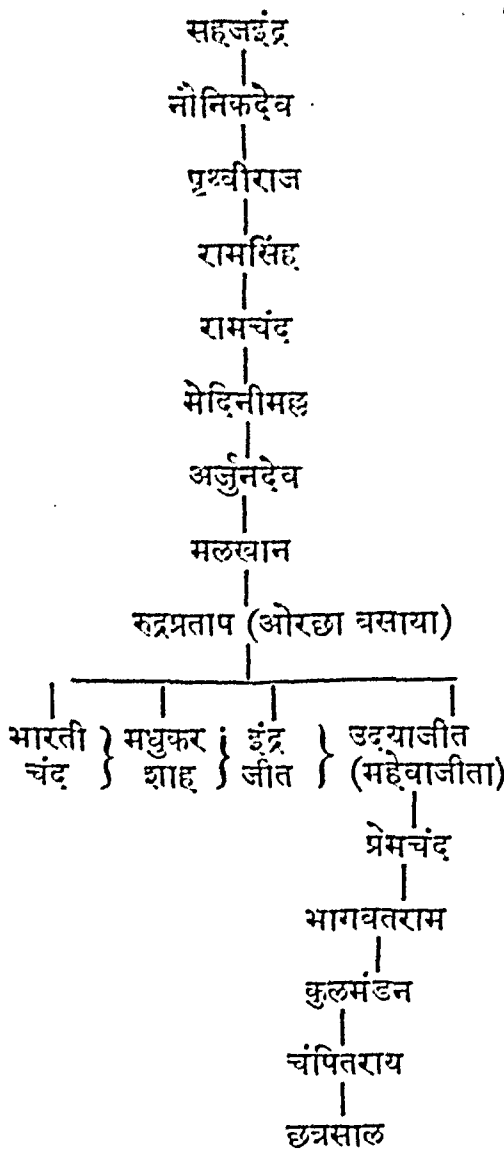 सहजइंद्र
नौनिकदेव
पृथ्वीराज
रामसिंह
रामचंद
मेदिनीमल्ल
अर्जुनदेव
मलखान
रुद्रप्रताप (ओरछा बसाया)
भारती } मधुकर } इंद्र } उदयाजीत
चंद शाह जीत (महेवाजीता)
प्रेमचंद
भागवतराम
कुलमंडन
चंपितराय
छत्रसाल